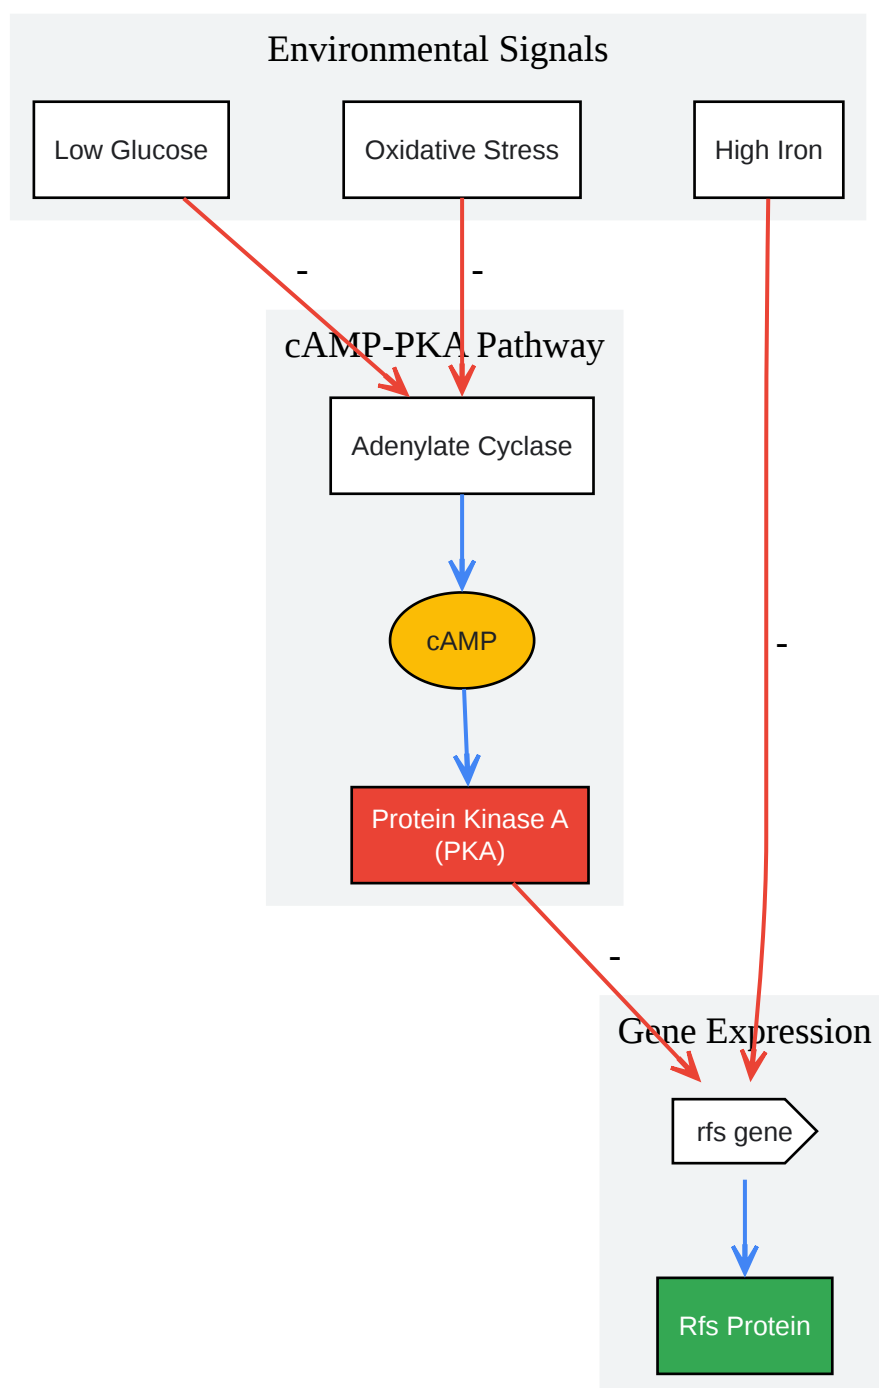 Environmental Signals
Low Glucose
Oxidative Stress
High Iron
-
-
cAMP-PKA Pathway
Adenylate Cyclase
cAMP
-
Protein Kinase A
(PKA)
-
Gene Expression
rfs gene
Rfs Protein